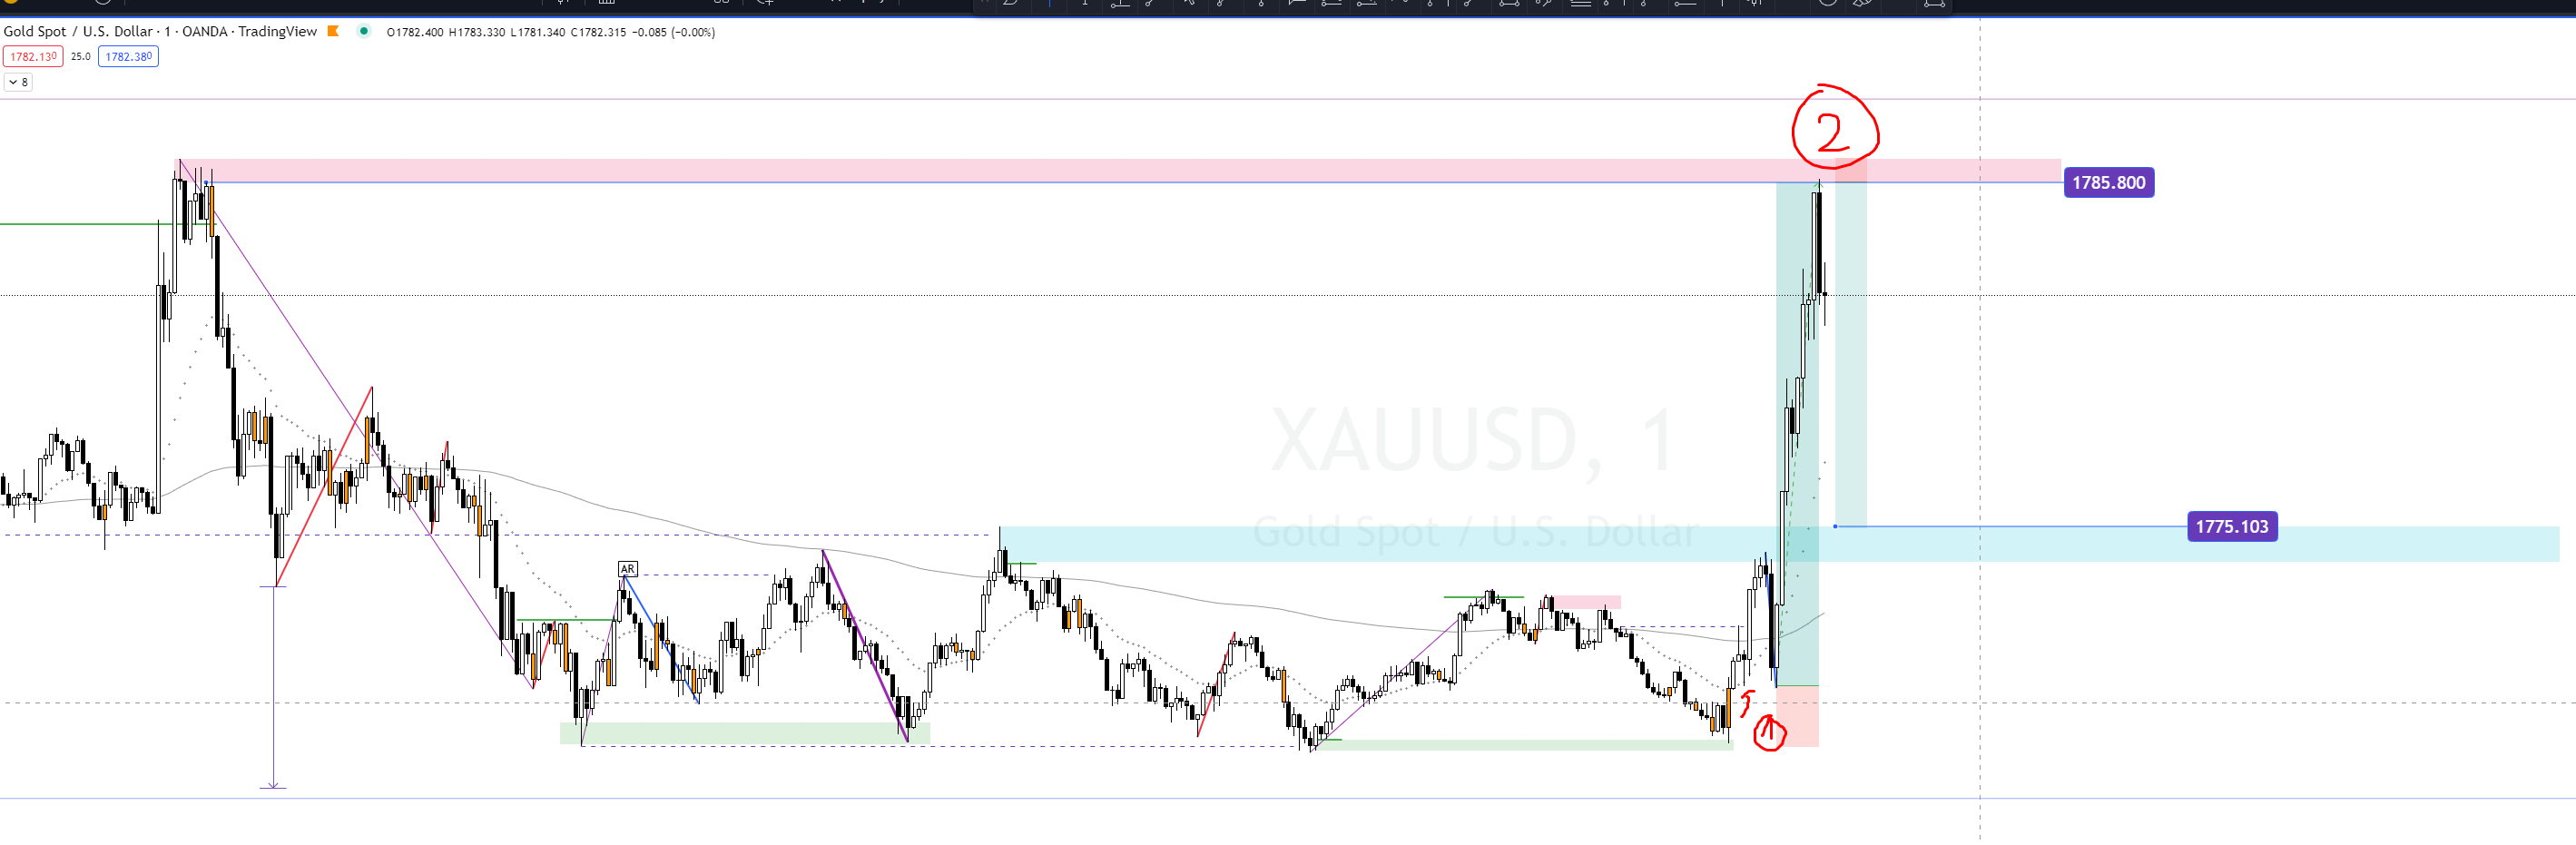 Gold Spot / U.S. Dollar · 1 · OANDA · TradingView O1782.400 H1783.330 L1781.340 C1782.315 −0.085 (−0.00%)
1782.130 25.0 1782.380
8
2
1785.800
XAUUSD, 1
Gold Spot / U.S. Dollar
1775.103
AR